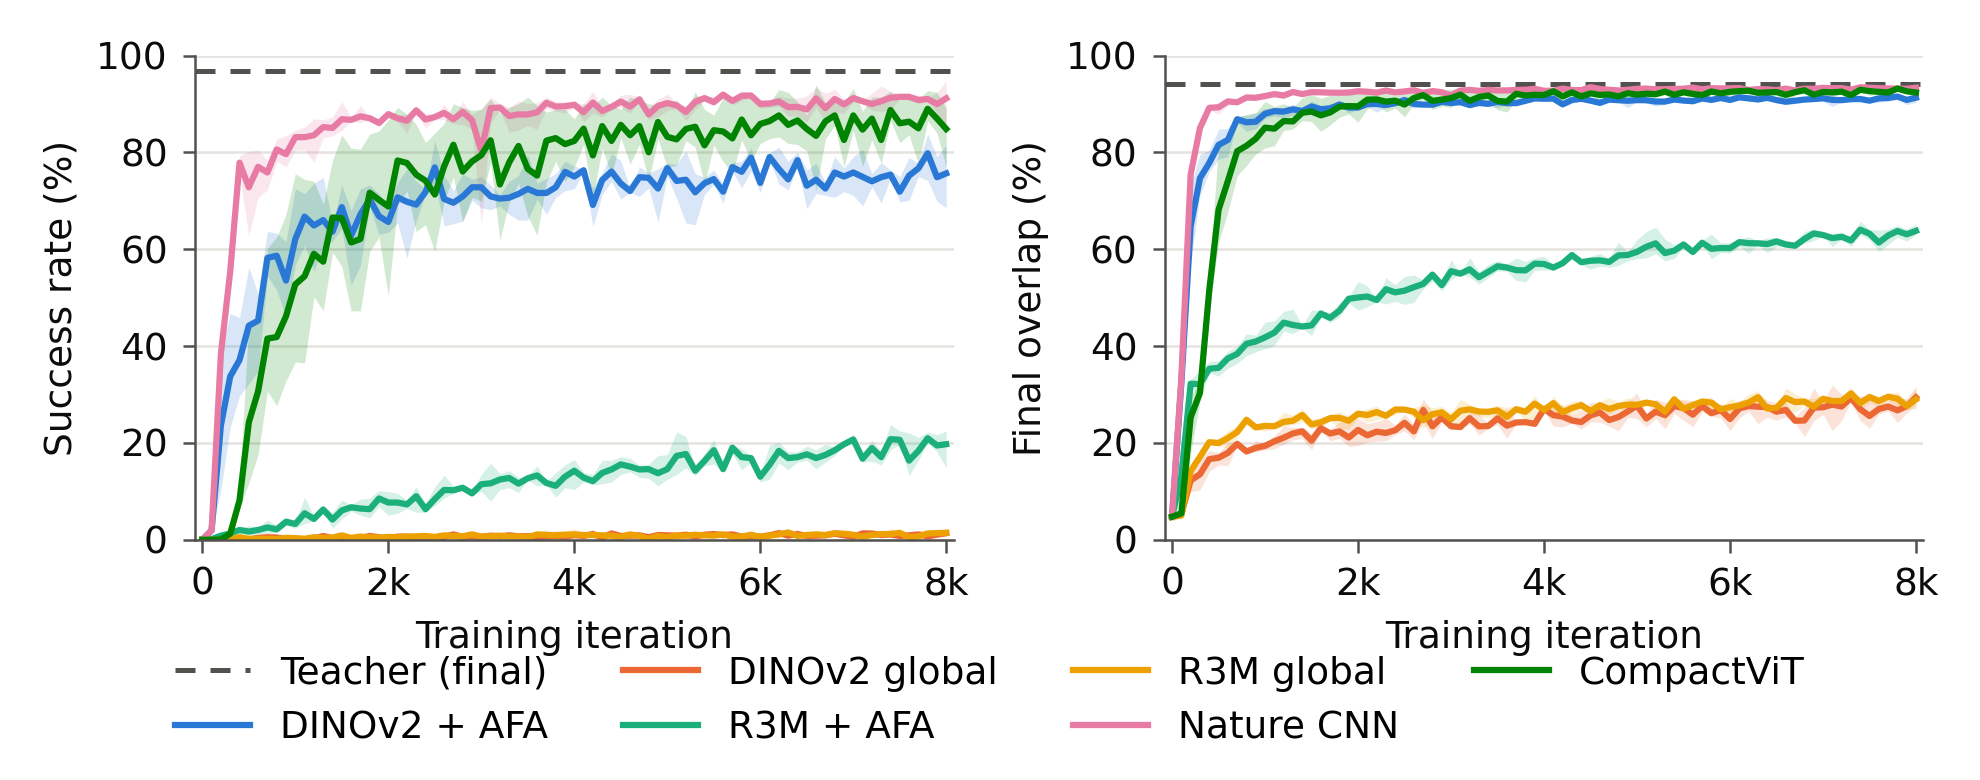 Success rate (%)
100
80
60
40
20
0
0 2k 4k 6k 8k
Training iteration
Final overlap (%)
100
80
60
40
20
0
0 2k 4k 6k 8k
Training iteration
Teacher (final) DINOv2 global R3M global CompactViT
DINOv2 + AFA R3M + AFA Nature CNN